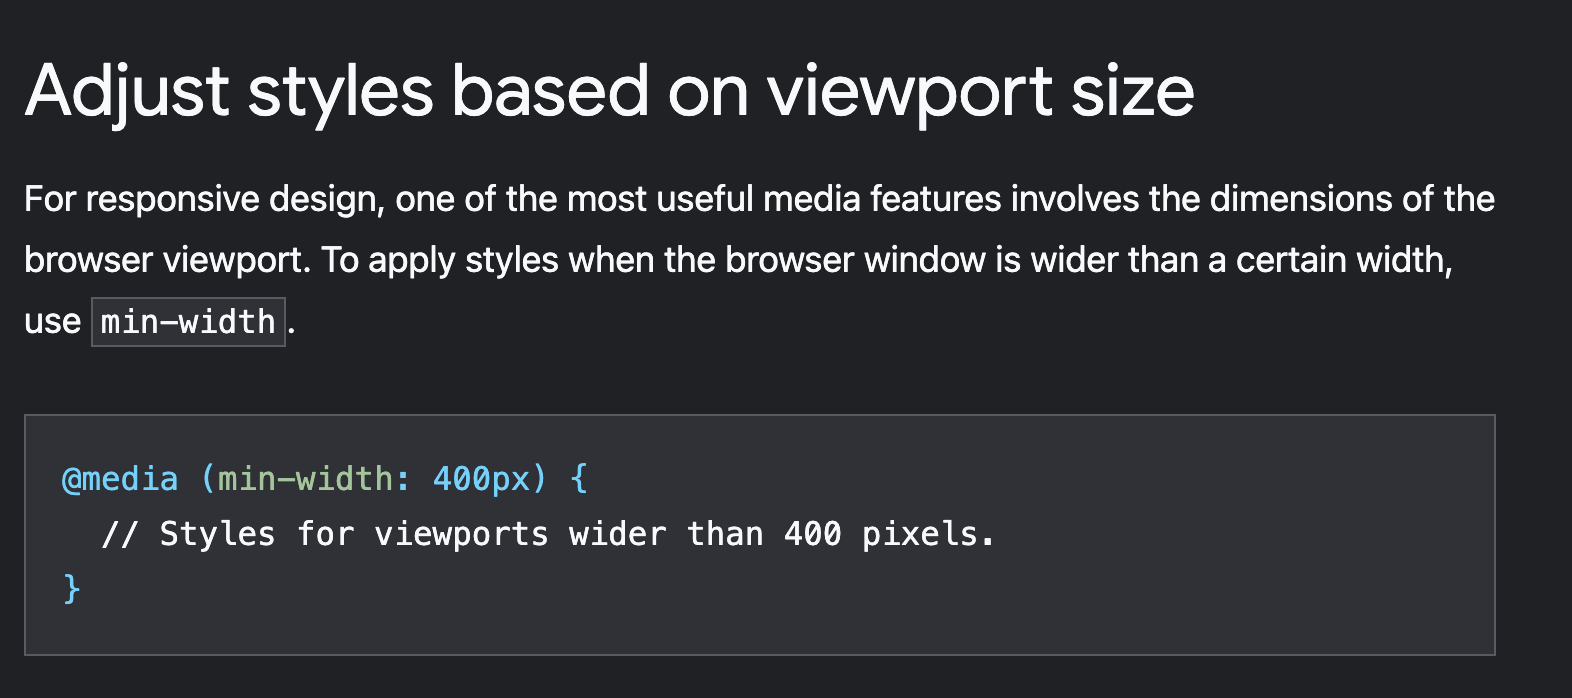 Adjust styles based on viewport size
For responsive design, one of the most useful media features involves the dimensions of the
browser viewport. To apply styles when the browser window is wider than a certain width,
use min-width.
@media (min-width: 400px) {
  // Styles for viewports wider than 400 pixels.
}